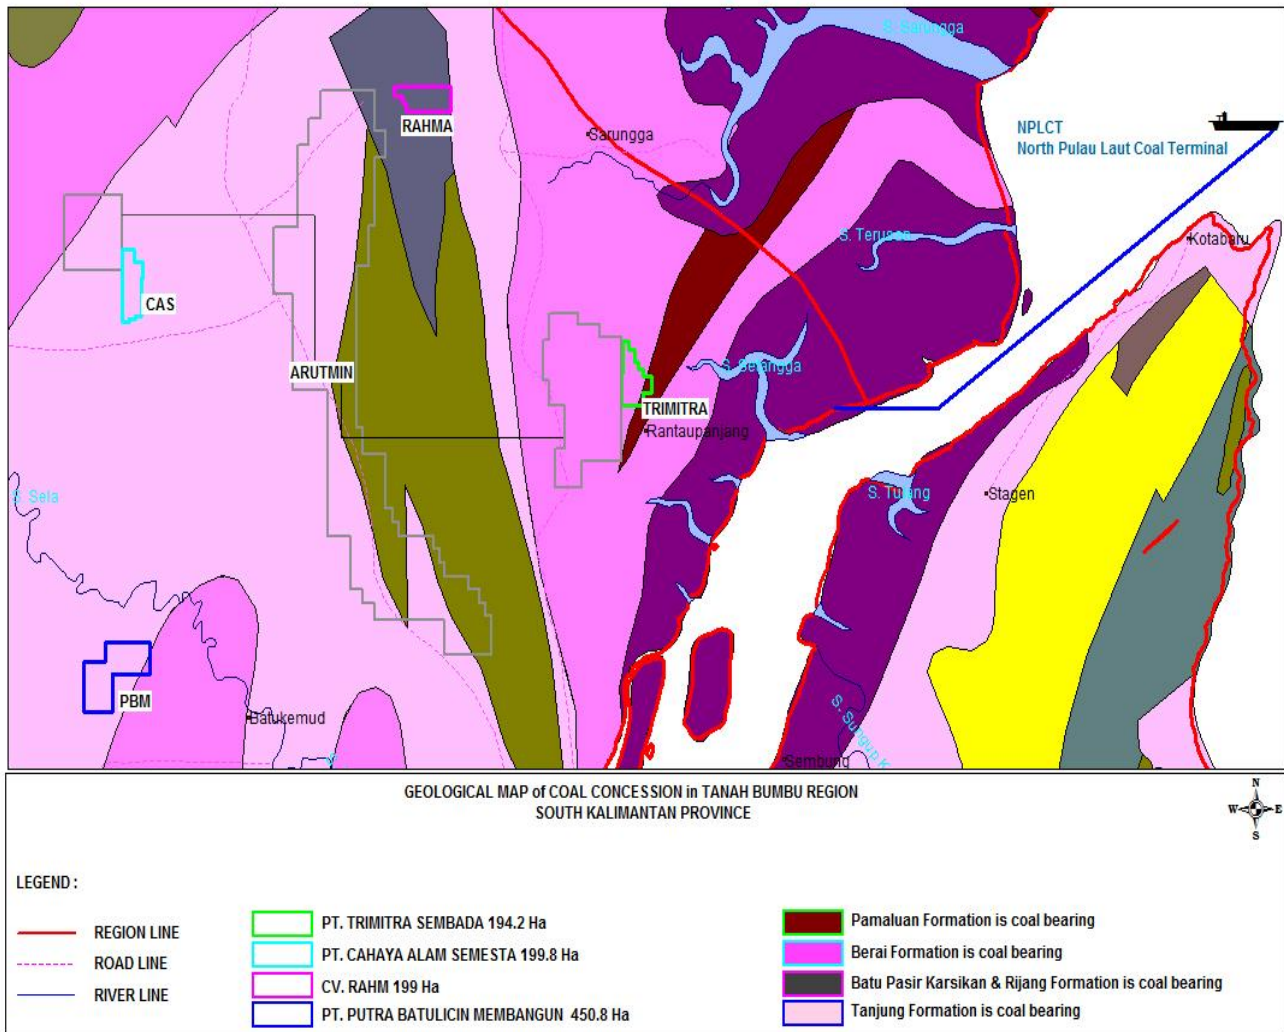 S. Sarungga
RAHMA
Sarungga
NPLCT
North Pulau Laut Coal Terminal
S. Terusan
Kotabaru
CAS
ARUTMIN
S. Selangga
TRIMITRA
Rantaupanjang
S. Sela
S. Tulang
Stagen
PBM
Batukemud
S. Sungup K
Sembung
S
GEOLOGICAL MAP of COAL CONCESSION in TANAH BUMBU REGION
SOUTH KALIMANTAN PROVINCE
N
W E
S
LEGEND :
REGION LINE
ROAD LINE
RIVER LINE
PT. TRIMITRA SEMBADA 194.2 Ha
PT. CAHAYA ALAM SEMESTA 199.8 Ha
CV. RAHM 199 Ha
PT. PUTRA BATULICIN MEMBANGUN 450.8 Ha
Pamaluan Formation is coal bearing
Berai Formation is coal bearing
Batu Pasir Karsikan & Rijang Formation is coal bearing
Tanjung Formation is coal bearing